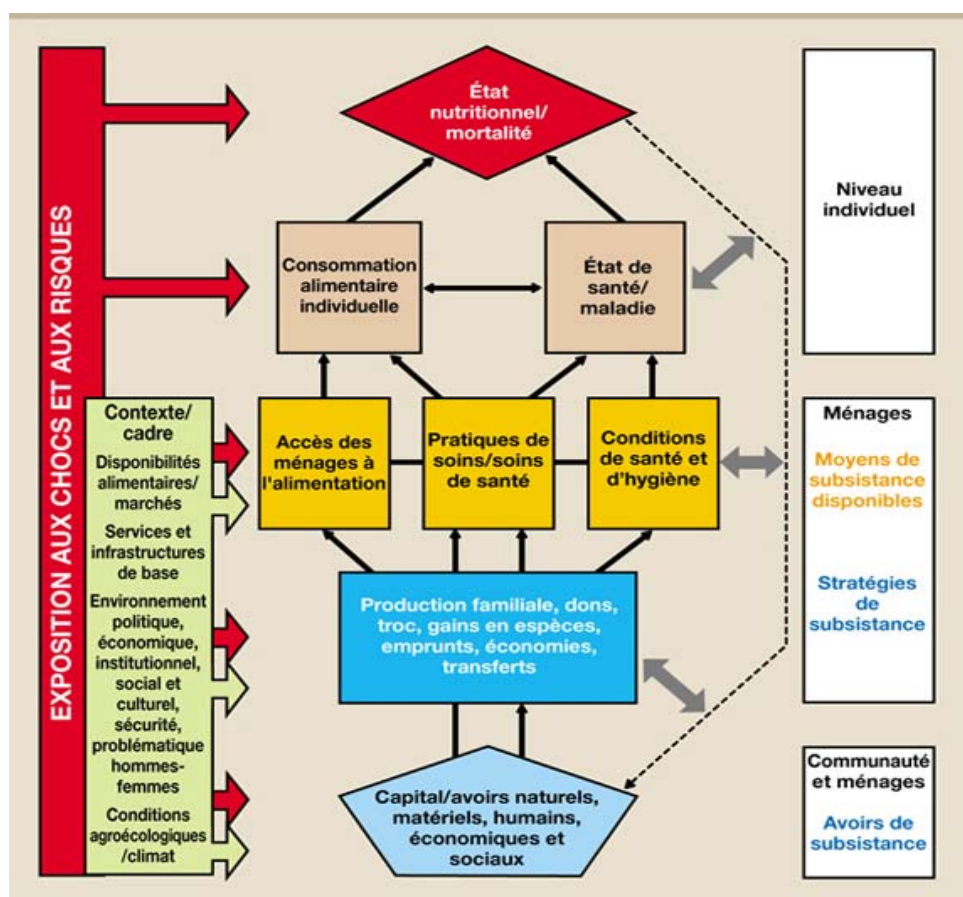 EXPOSITION AUX CHOCS ET AUX RISQUES
État
nutritionnel/
mortalité
Niveau
individuel
Consommation
alimentaire
individuelle
État de
santé/
maladie
Contexte/
cadre
Disponibilités
alimentaires/
marchés
Services et
infrastructures
de base
Environnement
politique,
économique,
institutionnel,
social et
culturel,
sécurité,
problématique
hommes-
femmes
Conditions
agroécologiques
/climat
Accès des
ménages à
l'alimentation
Pratiques de
soins/soins
de santé
Conditions
de santé et
d'hygiène
Ménages
Moyens de
subsistance
disponibles
Stratégies
de
subsistance
Production familiale, dons,
troc, gains en espèces,
emprunts, économies,
transferts
Capital/avoirs naturels,
matériels, humains,
économiques et
sociaux
Communauté
et ménages
Avoirs de
subsistance